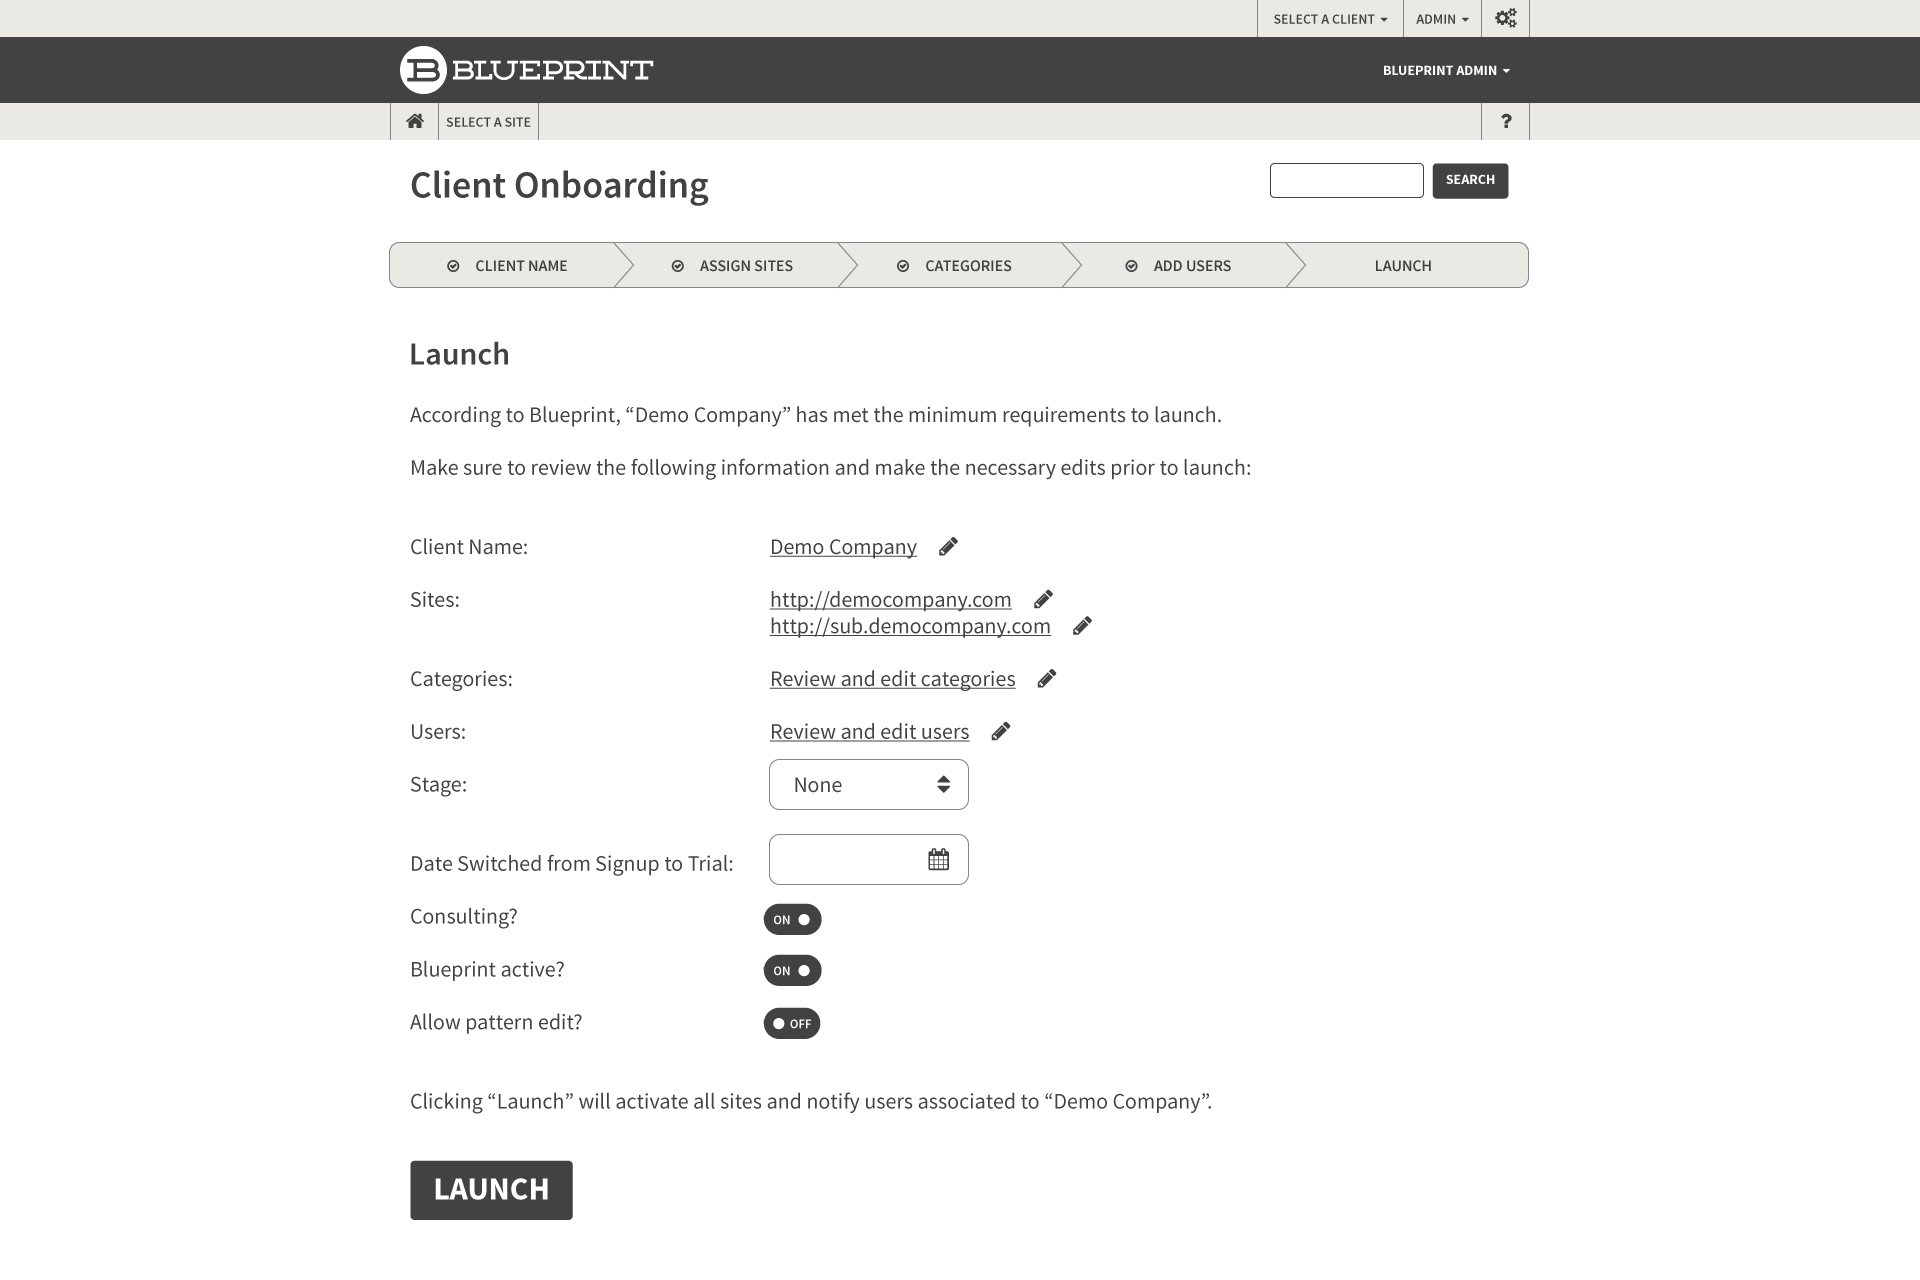 SELECT A CLIENT
ADMIN
B BLUEPRINT
BLUEPRINT ADMIN
SELECT A SITE
?
Client Onboarding
SEARCH
CLIENT NAME
ASSIGN SITES
CATEGORIES
ADD USERS
LAUNCH
Launch
According to Blueprint, “Demo Company” has met the minimum requirements to launch.
Make sure to review the following information and make the necessary edits prior to launch:
Client Name: Demo Company
Sites: http://democompany.com
http://sub.democompany.com
Categories: Review and edit categories
Users: Review and edit users
Stage: None
Date Switched from Signup to Trial:
Consulting? ON
Blueprint active? ON
Allow pattern edit? OFF
Clicking “Launch” will activate all sites and notify users associated to “Demo Company”.
LAUNCH